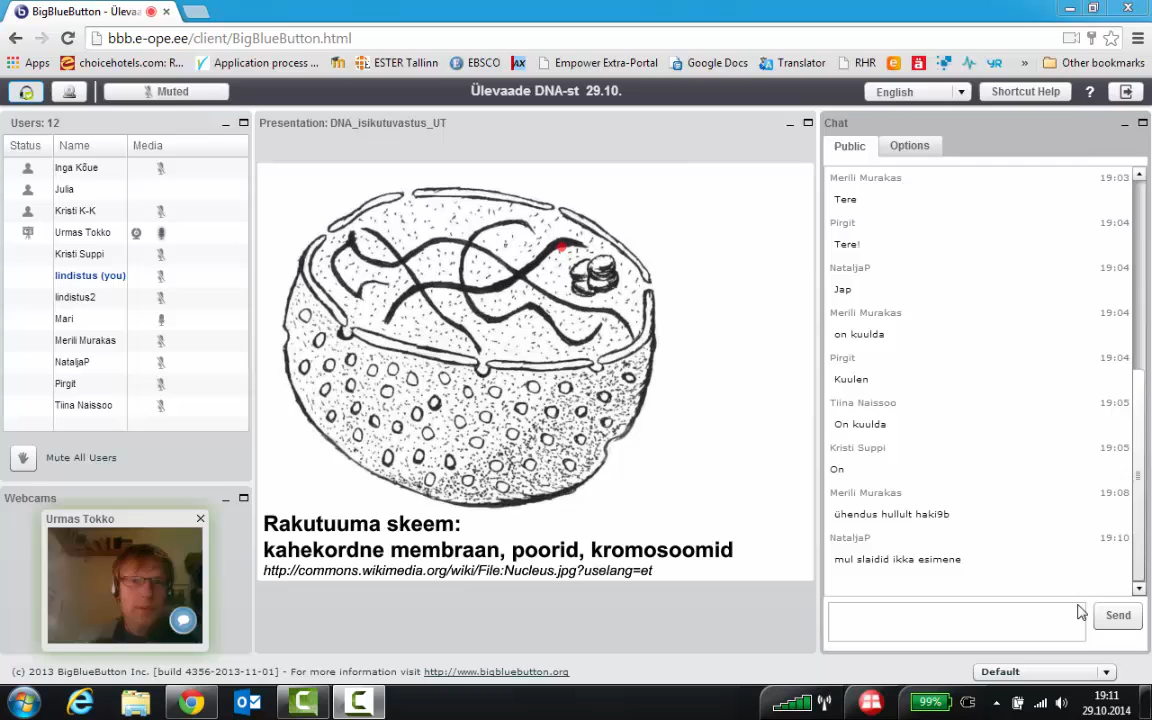 BigBlueButton - Ülevaa
bbb.e-ope.ee/client/BigBlueButton.html
Apps
choicehotels.com: R...
Application process ...
ESTER Tallinn
EBSCO
AX
Empower Extra-Portal
Google Docs
Translator
RHR
YR
»
Other bookmarks
Muted
Ülevaade DNA-st 29.10.
English
Shortcut Help
?
Users: 12
Status
Name
Media
Inga Kõue
Julia
Kristi K-K
Urmas Tokko
Kristi Suppi
lindistus (you)
lindistus2
Mari
Merili Murakas
NataljaP
Pirgit
Tiina Naissoo
Mute All Users
Webcams
Urmas Tokko
Presentation: DNA_isikutuvastus_UT
Rakutuuma skeem:
kahekordne membraan, poorid, kromosoomid
http://commons.wikimedia.org/wiki/File:Nucleus.jpg?uselang=et
Chat
Public
Options
Merili Murakas 19:03
Tere
Pirgit 19:04
Tere!
NataljaP 19:04
Jap
Merili Murakas 19:04
on kuulda
Pirgit 19:04
Kuulen
Tiina Naissoo 19:05
On kuulda
Kristi Suppi 19:05
On
Merili Murakas 19:08
ühendus hullult haki9b
NataljaP 19:10
mul slaidid ikka esimene
Send
(c) 2013 BigBlueButton Inc. [build 4356-2013-11-01] - For more information visit http://www.bigbluebutton.org
Default
99%
19:11
29.10.2014